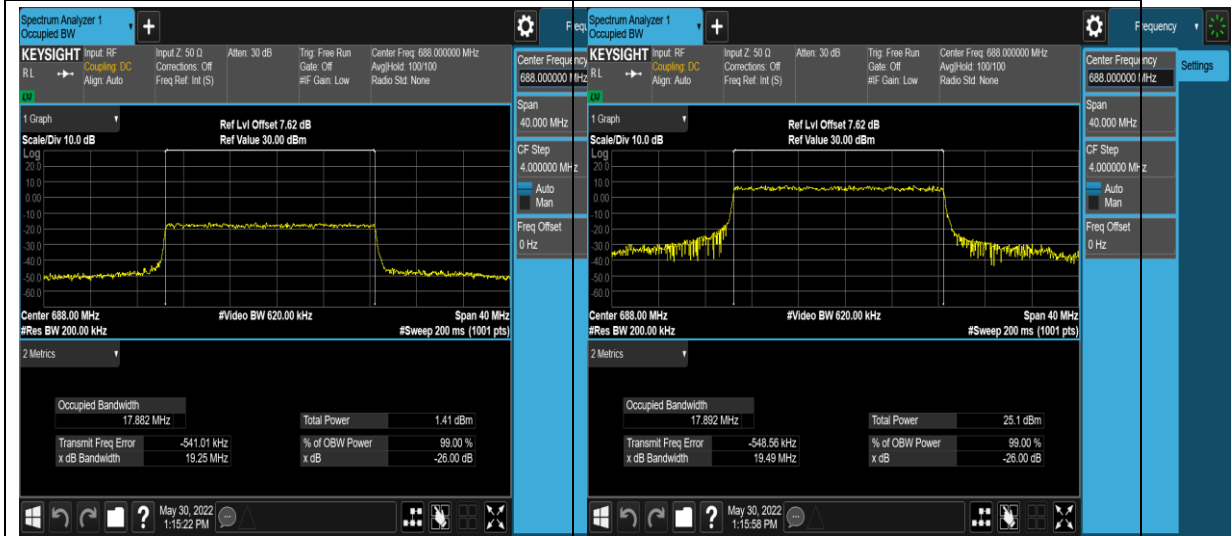 Spectrum Analyzer 1
Occupied BW
KEYSIGHT Input: RF Input Z: 50 Ω Atten: 30 dB Trig: Free Run Center Freq: 688.000000 MHz
RL Coupling: DC Corrections: Off Gate: Off Avg|Hold: 100/100
Align: Auto Freq Ref: Int (S) #IF Gain: Low Radio Std: None
LXI
1 Graph
Ref Lvl Offset 7.62 dB
Scale/Div 10.0 dB Ref Value 30.00 dBm
Log
20.0
10.0
0.00
-10.0
-20.0
-30.0
-40.0
-50.0
-60.0
Center 688.00 MHz #Video BW 620.00 kHz Span 40 MHz
#Res BW 200.00 kHz #Sweep 200 ms (1001 pts)
2 Metrics
Occupied Bandwidth
17.882 MHz
Total Power 1.41 dBm
Transmit Freq Error -541.01 kHz % of OBW Power 99.00 %
x dB Bandwidth 19.25 MHz x dB -26.00 dB
?
May 30, 2022
1:15:22 PM
Frequ
Center Frequency
688.000000 MHz
Span
40.000 MHz
CF Step
4.000000 MHz
Auto
Man
Freq Offset
0 Hz
Spectrum Analyzer 1
Occupied BW
KEYSIGHT Input: RF Input Z: 50 Ω Atten: 30 dB Trig: Free Run Center Freq: 688.000000 MHz
RL Coupling: DC Corrections: Off Gate: Off Avg|Hold: 100/100
Align: Auto Freq Ref: Int (S) #IF Gain: Low Radio Std: None
LXI
1 Graph
Ref Lvl Offset 7.62 dB
Scale/Div 10.0 dB Ref Value 30.00 dBm
Log
20.0
10.0
0.00
-10.0
-20.0
-30.0
-40.0
-50.0
-60.0
Center 688.00 MHz #Video BW 620.00 kHz Span 40 MHz
#Res BW 200.00 kHz #Sweep 200 ms (1001 pts)
2 Metrics
Occupied Bandwidth
17.892 MHz
Total Power 25.1 dBm
Transmit Freq Error -548.56 kHz % of OBW Power 99.00 %
x dB Bandwidth 19.49 MHz x dB -26.00 dB
?
May 30, 2022
1:15:58 PM
Frequency
Center Frequency
688.000000 MHz
Settings
Span
40.000 MHz
CF Step
4.000000 MHz
Auto
Man
Freq Offset
0 Hz